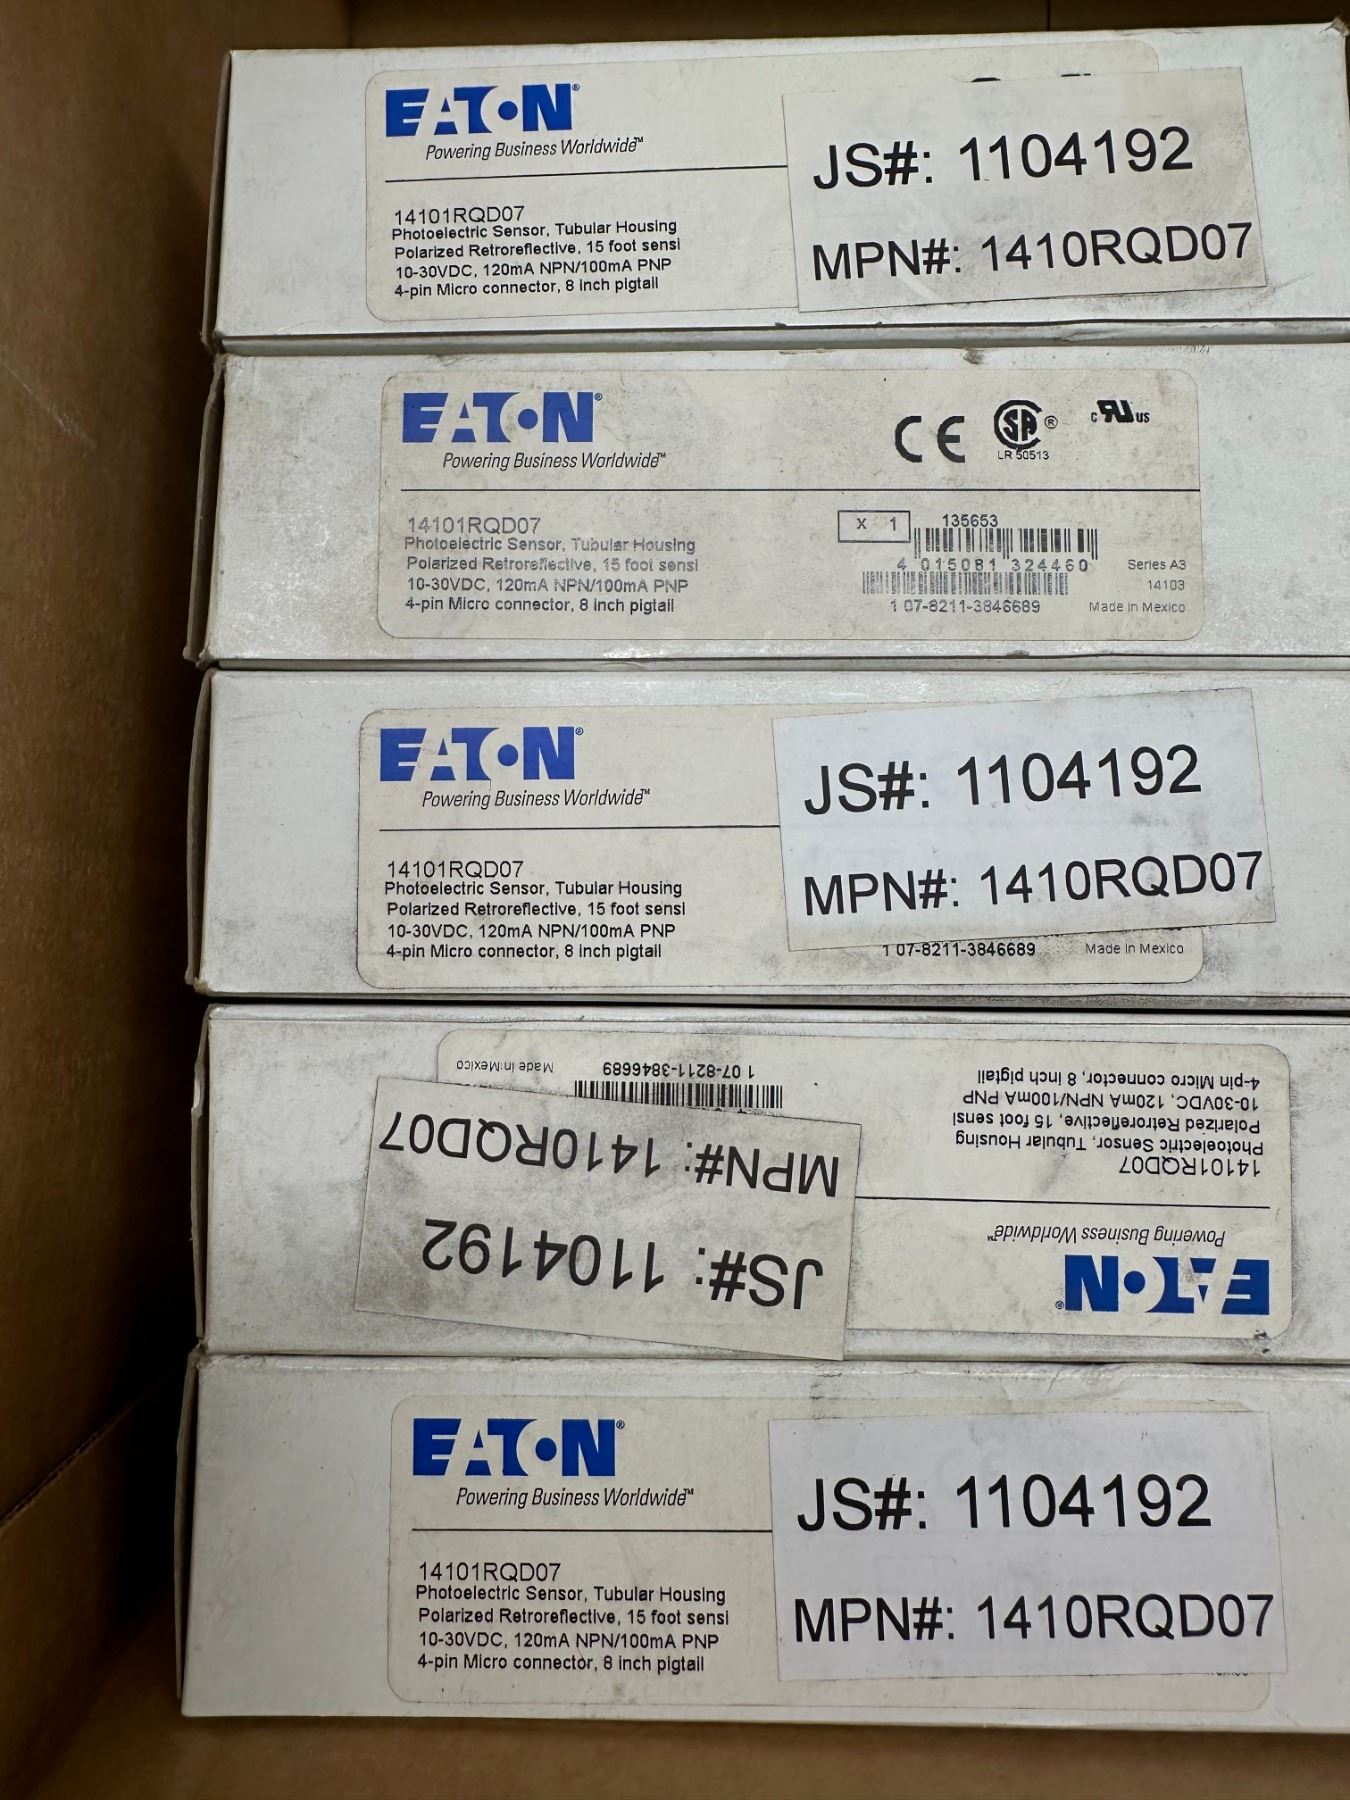 EATON®
Powering Business Worldwide™
14101RQD07
Photoelectric Sensor, Tubular Housing
Polarized Retroreflective, 15 foot sensi
10-30VDC, 120mA NPN/100mA PNP
4-pin Micro connector, 8 inch pigtail
JS#: 1104192
MPN#: 1410RQD07
EATON®
Powering Business Worldwide™
CE SA® LR 50513 c RU US
14101RQD07
Photoelectric Sensor, Tubular Housing
Polarized Retroreflective, 15 foot sensi
10-30VDC, 120mA NPN/100mA PNP
4-pin Micro connector, 8 inch pigtail
X 1 135653
4 015081 324460 Series A3
14103
1 07-8211-3846689 Made in Mexico
EATON®
Powering Business Worldwide™
14101RQD07
Photoelectric Sensor, Tubular Housing
Polarized Retroreflective, 15 foot sensi
10-30VDC, 120mA NPN/100mA PNP
4-pin Micro connector, 8 inch pigtail
JS#: 1104192
MPN#: 1410RQD07
1 07-8211-3846689 Made in Mexico
EATON®
Powering Business Worldwide™
14101RQD07
Photoelectric Sensor, Tubular Housing
Polarized Retroreflective, 15 foot sensi
10-30VDC, 120mA NPN/100mA PNP
4-pin Micro connector, 8 inch pigtail
JS#: 1104192
MPN#: 1410RQD07
1 07-8211-3846689 Made in Mexico
EATON®
Powering Business Worldwide™
14101RQD07
Photoelectric Sensor, Tubular Housing
Polarized Retroreflective, 15 foot sensi
10-30VDC, 120mA NPN/100mA PNP
4-pin Micro connector, 8 inch pigtail
JS#: 1104192
MPN#: 1410RQD07